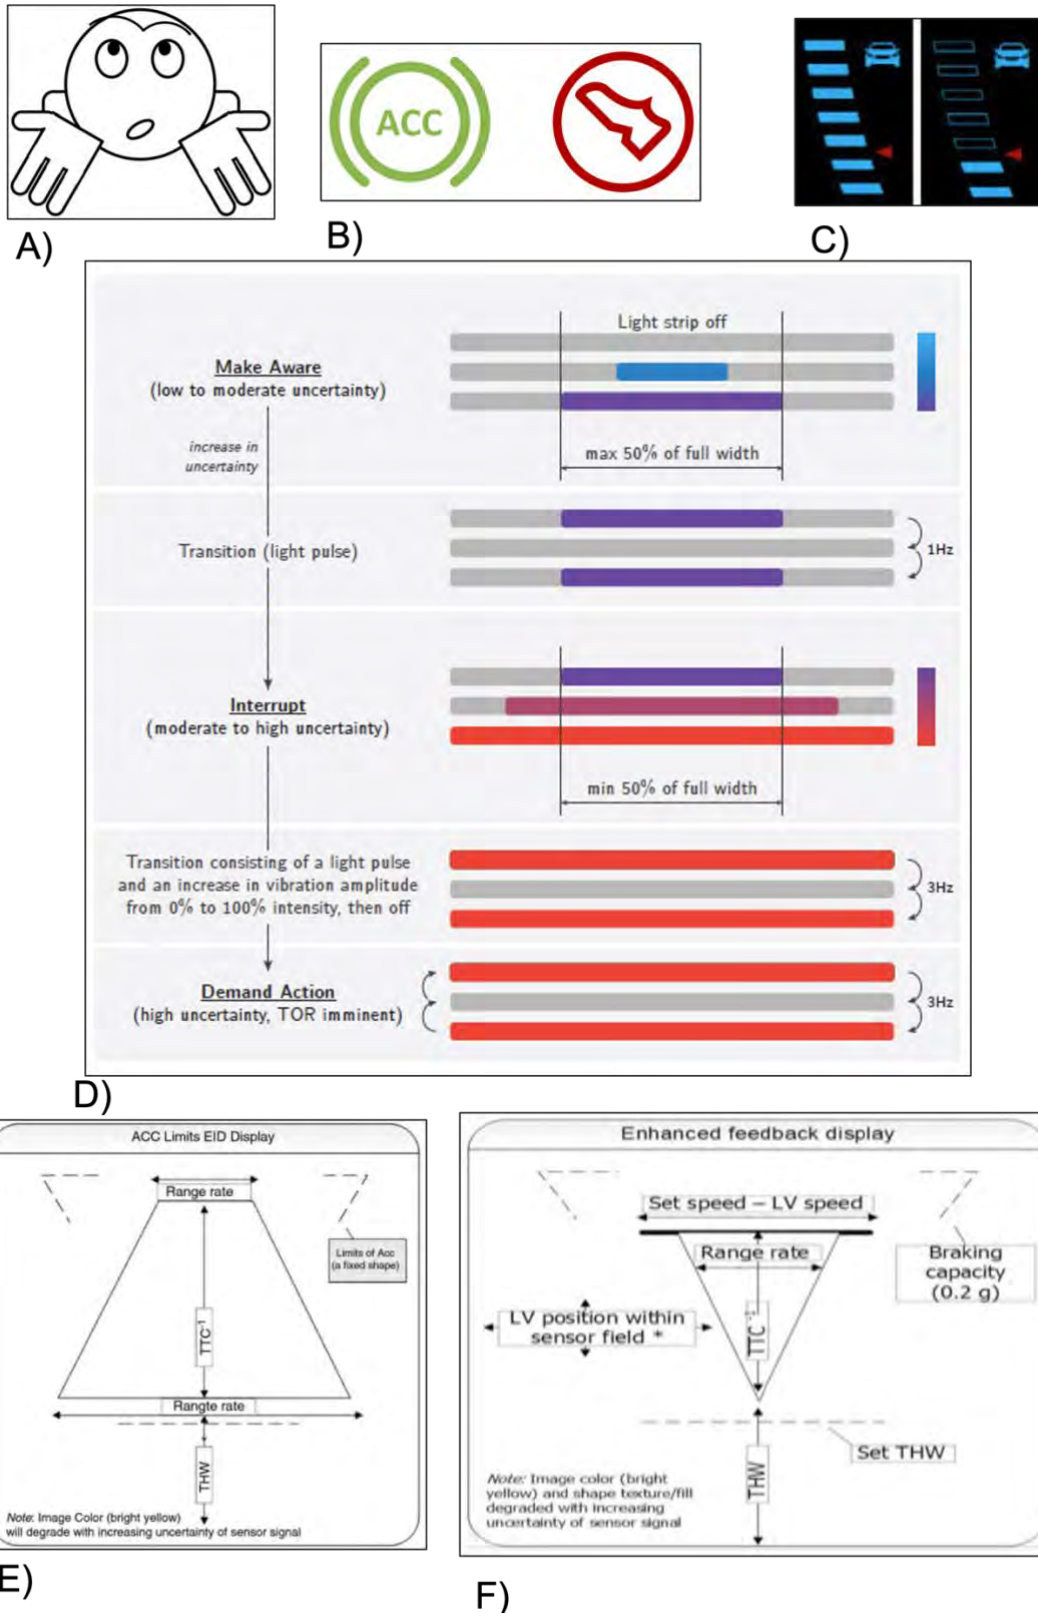 A)
ACC
B)
C)
Light strip off
Make Aware
(low to moderate uncertainty)
increase in
uncertainty
max 50% of full width
Transition (light pulse)
1Hz
Interrupt
(moderate to high uncertainty)
min 50% of full width
Transition consisting of a light pulse
and an increase in vibration amplitude
from 0% to 100% intensity, then off
3Hz
Demand Action
(high uncertainty, TOR imminent)
3Hz
D)
ACC Limits EID Display
Range rate
Limits of Acc
(a fixed shape)
TTC-1
Rangte rate
THW
Note: Image Color (bright yellow)
will degrade with increasing uncertainty of sensor signal
E)
Enhanced feedback display
Set speed – LV speed
Range rate
Braking
capacity
(0.2 g)
LV position within
sensor field *
TTC-1
Set THW
THW
Note: Image color (bright
yellow) and shape texture/fill
degraded with increasing
uncertainty of sensor signal
F)